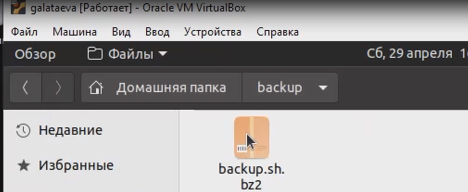 galataeva [Работает] - Oracle VM VirtualBox
Файл Машина Вид Ввод Устройства Справка
Обзор Файлы Сб, 29 апреля
Домашняя папка backup
Недавние
Избранные
backup.sh.
bz2